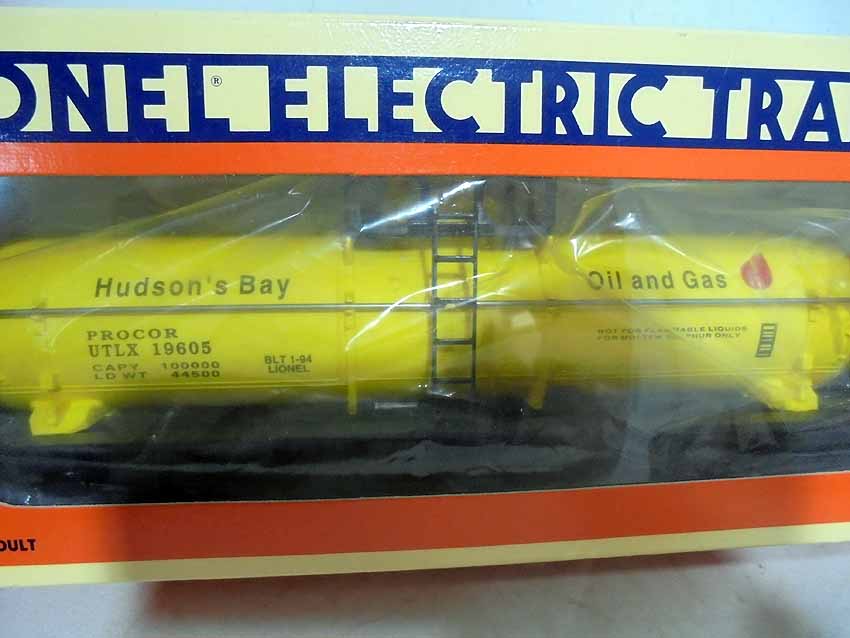 ONEL® ELECTRIC TRA
Hudson's Bay
Oil and Gas
PROCOR
UTLX 19605
CAPY 100000
LD WT 44500
BLT 1-94
LIONEL
NOT FOR FLAMMABLE LIQUIDS
FOR MOLTEN SULPHUR ONLY
DULT